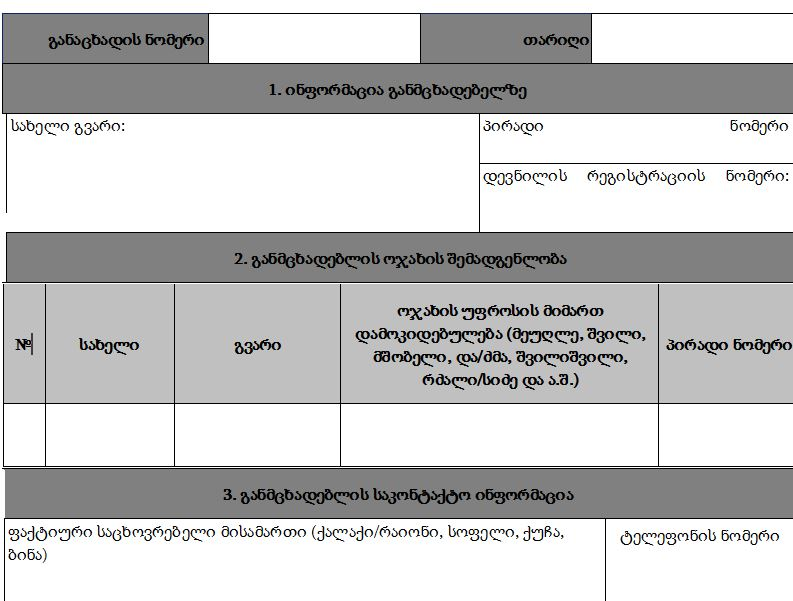 განაცხადის ნომერი თარიღი
1. ინფორმაცია განმცხადებელზე
სახელი გვარი: პირადი ნომერი
დევნილის რეგისტრაციის ნომერი:
2. განმცხადებლის ოჯახის შემადგენლობა
№ სახელი გვარი ოჯახის უფროსის მიმართ
დამოკიდებულება (მეუღლე, შვილი,
მშობელი, და/ძმა, შვილიშვილი,
რძალი/სიძე და ა.შ.) პირადი ნომერი
3. განმცხადებლის საკონტაქტო ინფორმაცია
ფაქტიური საცხოვრებელი მისამართი (ქალაქი/რაიონი, სოფელი, ქუჩა,
ბინა) ტელეფონის ნომერი